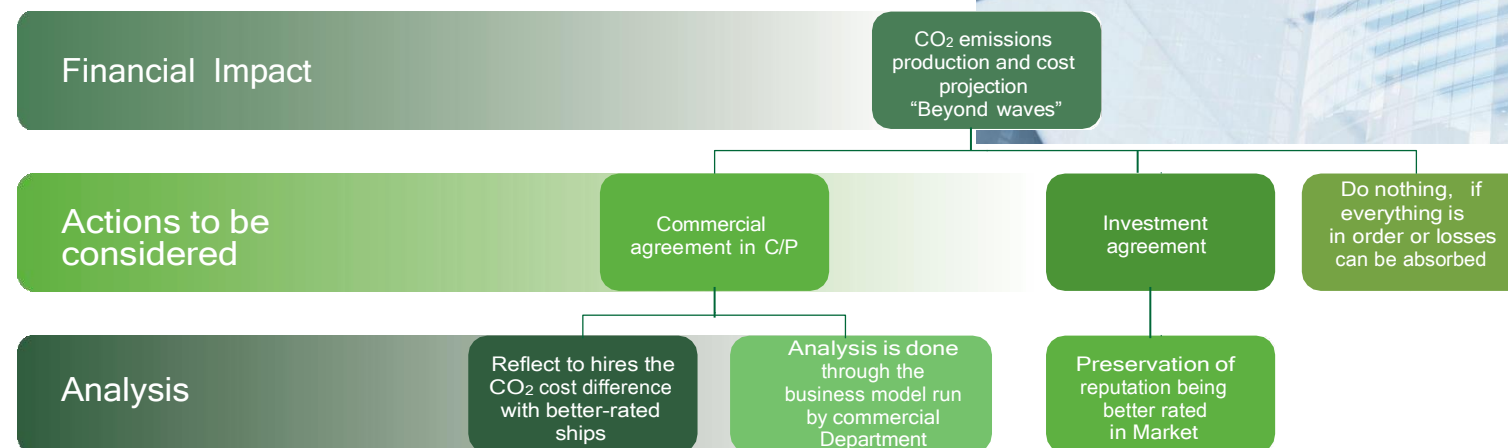 Financial Impact
CO₂ emissions
production and cost
projection
“Beyond waves”
Actions to be
considered
Commercial
agreement in C/P
Investment
agreement
Do nothing, if
everything is
in order or losses
can be absorbed
Analysis
Reflect to hires the
CO₂ cost difference
with better-rated
ships
Analysis is done
through the
business model run
by commercial
Department
Preservation of
reputation being
better rated
in Market